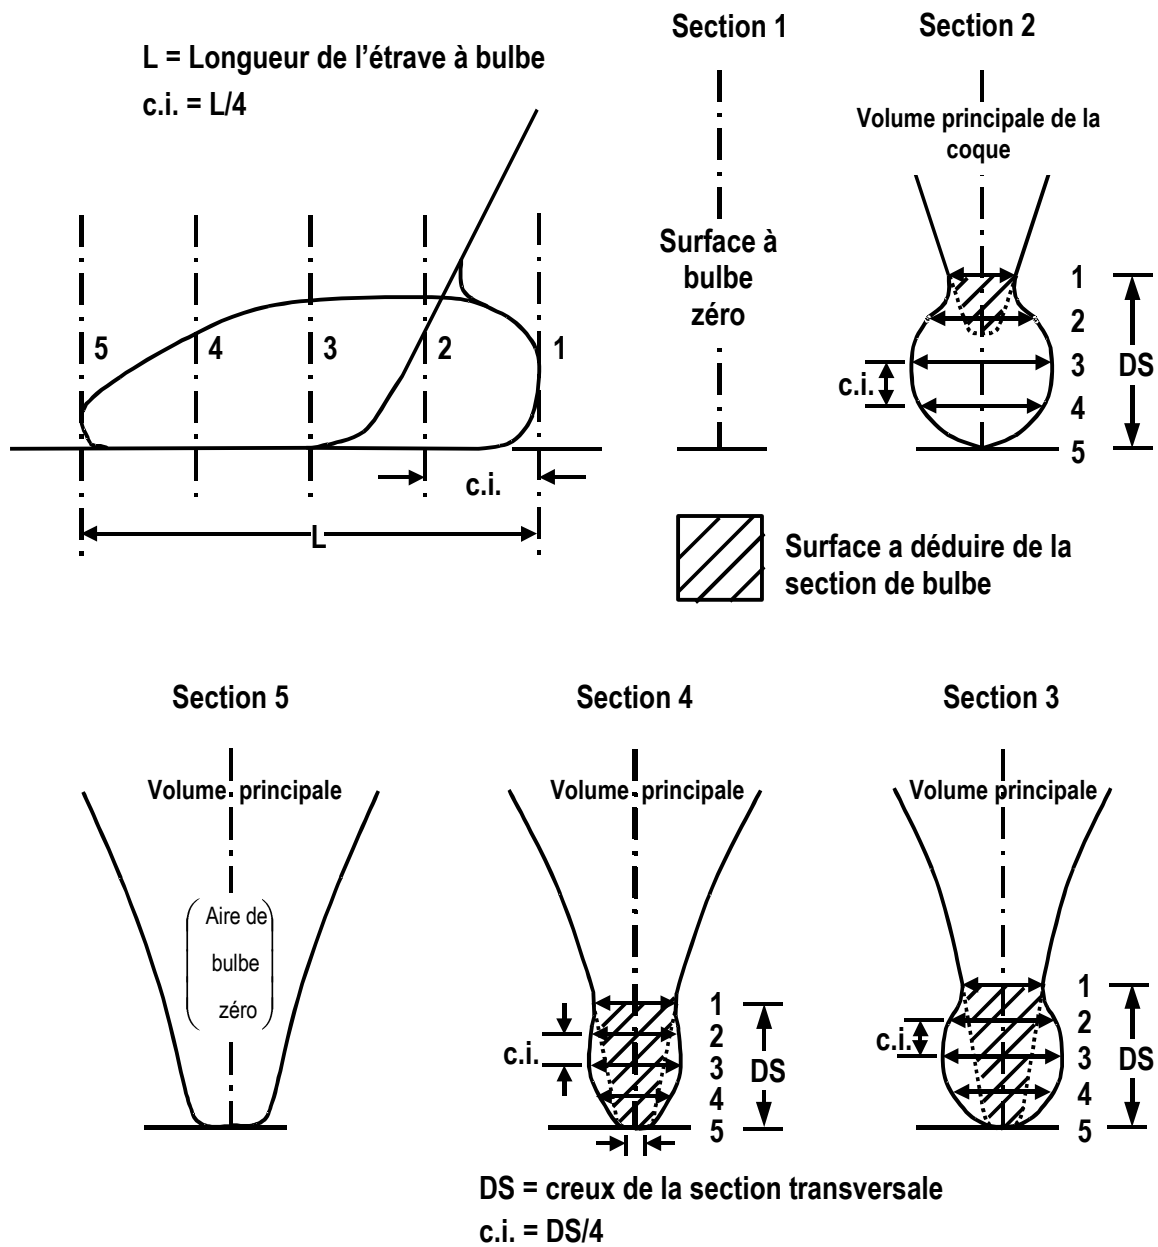 L = Longueur de l'étrave à bulbe
c.i. = L/4
5
4
3
2
1
c.i.
L
Section 1
Surface à
bulbe
zéro
Section 2
Volume principale de la
coque
1
2
3
4
5
c.i.
DS
Surface a déduire de la
section de bulbe
Section 5
Volume principale
Aire de
bulbe
zéro
Section 4
Volume principale
1
2
3
4
5
c.i.
DS
Section 3
Volume principale
1
2
3
4
5
c.i.
DS
DS = creux de la section transversale
c.i. = DS/4